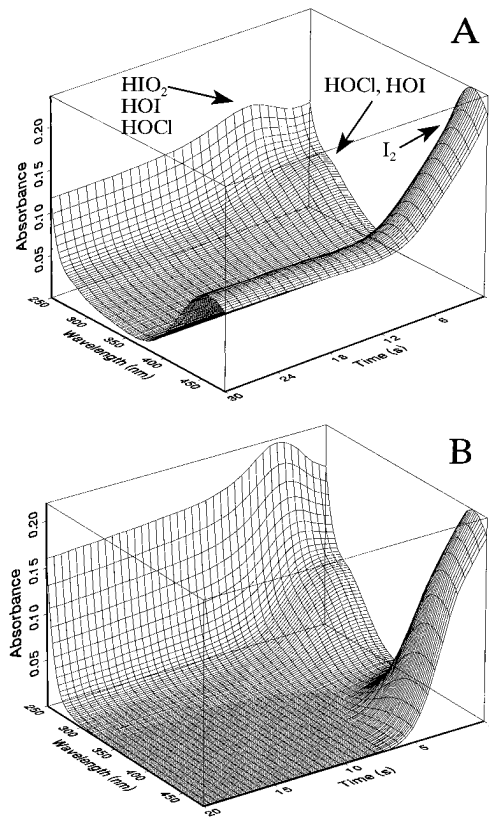 A
HIO2
HOI
HOCl
HOCl, HOI
I2
Absorbance
0.20
0.15
0.10
0.05
250
300
350
400
450
Wavelength (nm)
30
24
18
12
6
Time (s)
B
Absorbance
0.20
0.15
0.10
0.05
250
300
350
400
450
Wavelength (nm)
20
15
10
5
Time (s)